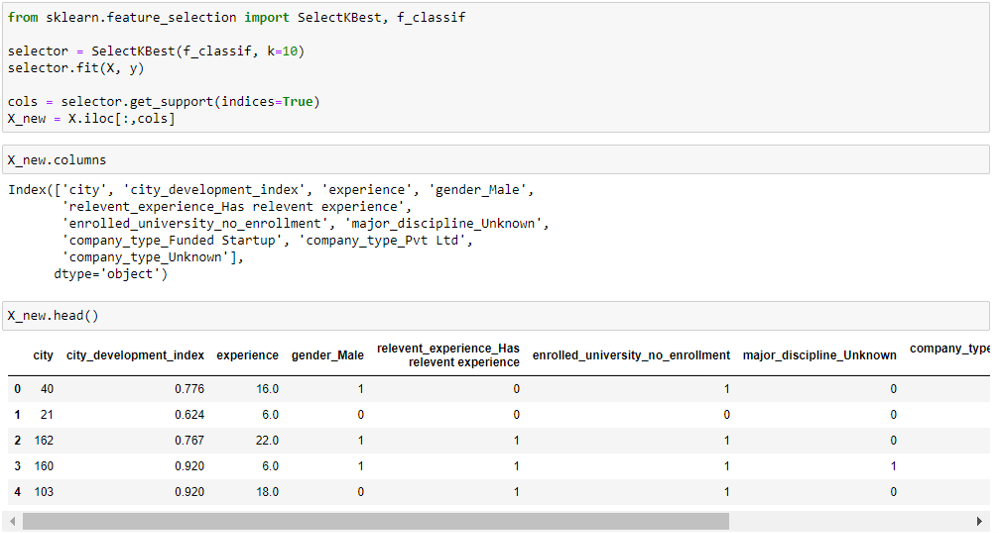 from sklearn.feature_selection import SelectKBest, f_classif
selector = SelectKBest(f_classif, k=10)
selector.fit(X, y)
cols = selector.get_support(indices=True)
X_new = X.iloc[:,cols]
X_new.columns
Index(['city', 'city_development_index', 'experience', 'gender_Male',
'relevent_experience_Has relevent experience',
'enrolled_university_no_enrollment', 'major_discipline_Unknown',
'company_type_Funded Startup', 'company_type_Pvt Ltd',
'company_type_Unknown'],
dtype='object')
X_new.head()
city city_development_index experience gender_Male relevent_experience_Has enrolled_university_no_enrollment major_discipline_Unknown company_type
relevent experience
0 40 0.776 16.0 1 0 1 0
1 21 0.624 6.0 0 0 0 0
2 162 0.767 22.0 1 1 1 0
3 160 0.920 6.0 1 1 1 1
4 103 0.920 18.0 0 1 1 0